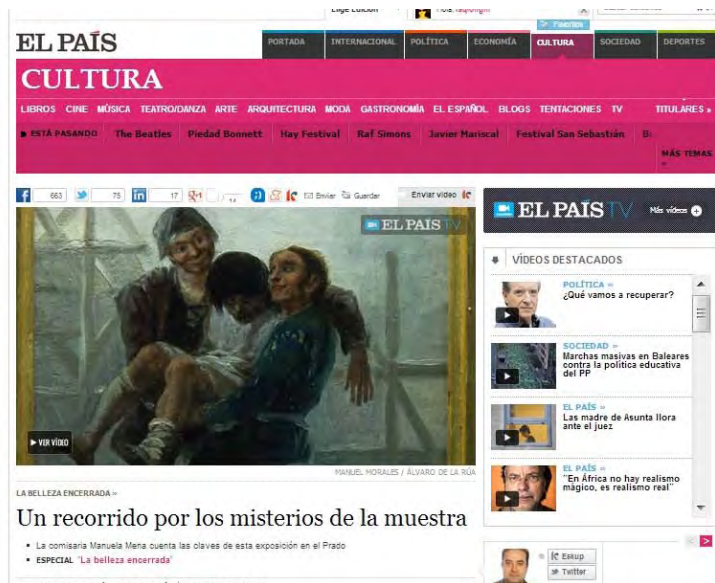 EL PAÍS
PORTADA INTERNACIONAL POLÍTICA ECONOMÍA CULTURA SOCIEDAD DEPORTES
CULTURA
LIBROS CINE MÚSICA TEATRO/DANZA ARTE ARQUITECTURA MODA GASTRONOMÍA EL ESPAÑOL BLOGS TENTACIONES TV TITULARES »
ESTÁ PASANDO The Beatles Piedad Bonnett Hay Festival Raf Simons Javier Mariscal Festival San Sebastián
MÁS TEMAS
»
663 75 17 Enviar Guardar Enviar vídeo
EL PAÍS TV
VER VÍDEO
MANUEL MORALES / ÁLVARO DE LA RÚA
LA BELLEZA ENCERRADA »
Un recorrido por los misterios de la muestra
La comisaria Manuela Mena cuenta las claves de esta exposición en el Prado
ESPECIAL 'La belleza encerrada'
EL PAÍS TV Más vídeos
VÍDEOS DESTACADOS
POLÍTICA »
¿Qué vamos a recuperar?
SOCIEDAD »
Marchas masivas en Baleares
contra la política educativa
del PP
EL PAÍS »
Las madre de Asunta llora
ante el juez
EL PAÍS »
"En África no hay realismo
mágico, es realismo real"
Eskup
Twitter